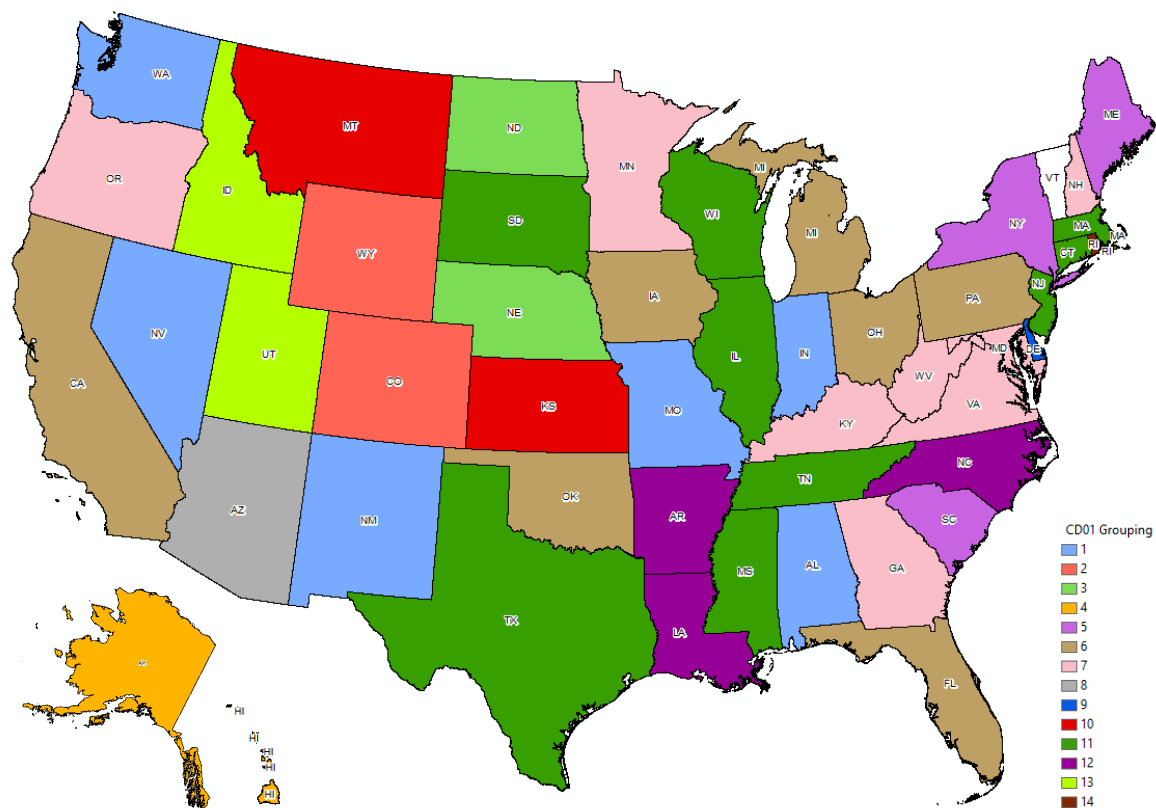 WA
ME
MT
ND
MN
VT
NH
OR
ID
MI
SD
WI
NY
MA
MA
RI
RI
CT
MI
WY
IA
PA
NJ
NE
OH
NV
UT
IL
IN
MD
DE
CA
CO
WV
KS
MO
VA
KY
NC
TN
OK
AZ
NM
AR
SC
MS
AL
GA
TX
LA
AK
FL
HI
HI
HI
HI
HI
CD01 Grouping
1
2
3
4
5
6
7
8
9
10
11
12
13
14